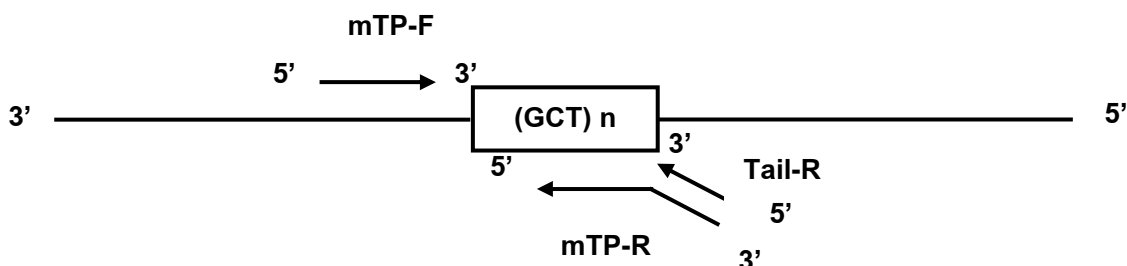 mTP-F
5’ 3’
3’ (GCT) n 5’
5’ 3’
Tail-R
5’
mTP-R
3’